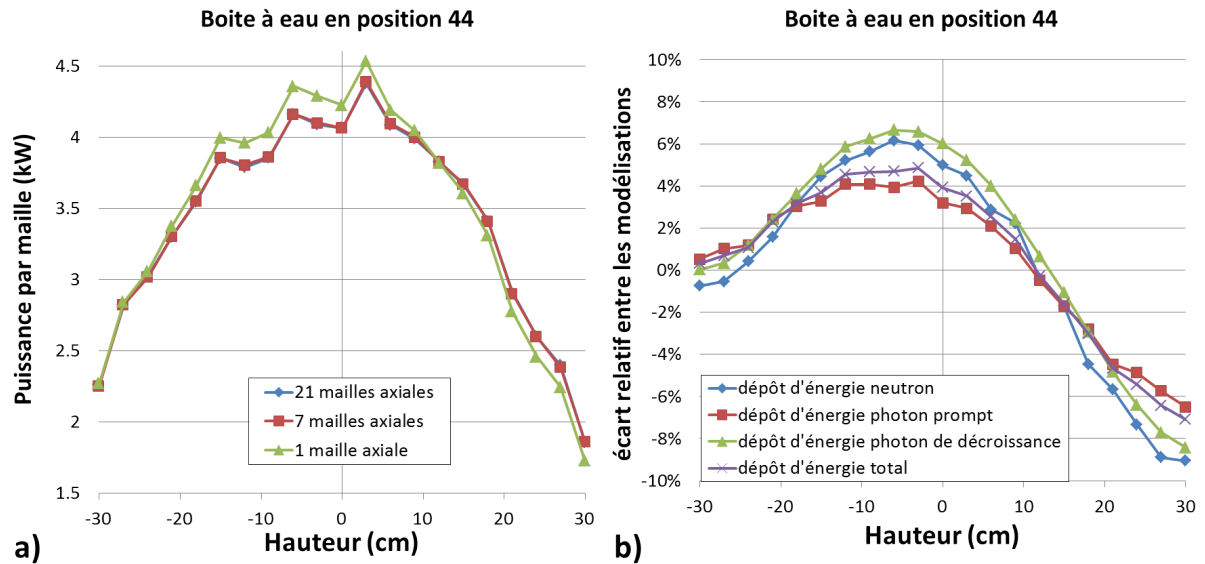 Boite à eau en position 44
4.5
4
3.5
3
2.5
2
1.5
Puissance par maille (kW)
21 mailles axiales
7 mailles axiales
1 maille axiale
-30
-20
-10
0
10
20
30
Hauteur (cm)
a)
Boite à eau en position 44
10%
8%
6%
4%
2%
0%
-2%
-4%
-6%
-8%
-10%
écart relatif entre les modélisations
dépôt d'énergie neutron
dépôt d'énergie photon prompt
dépôt d'énergie photon de décroissance
dépôt d'énergie total
-30
-20
-10
0
10
20
30
Hauteur (cm)
b)